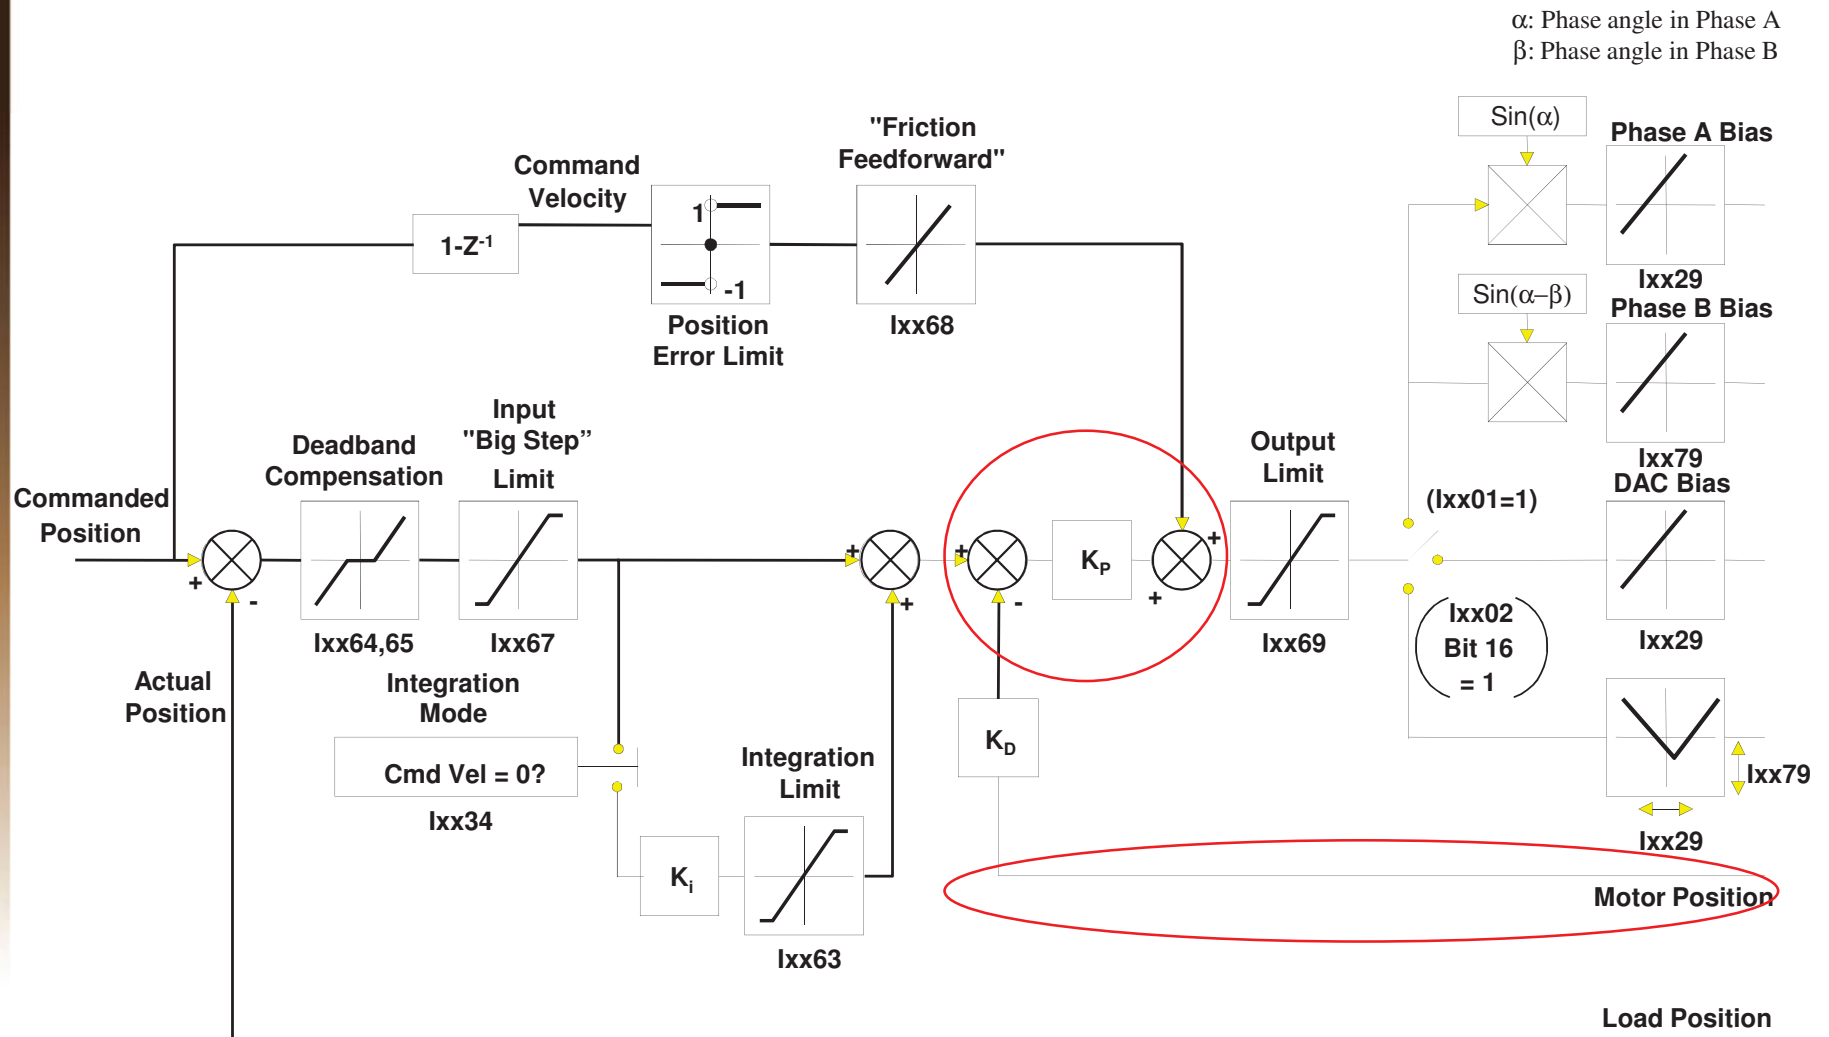 α: Phase angle in Phase A
β: Phase angle in Phase B
Sin(α)
Phase A Bias
Ixx29
Sin(α–β)
Phase B Bias
Ixx79
"Friction
Feedforward"
Command
Velocity
1-Z-1
1
-1
Position
Error Limit
Ixx68
Input
"Big Step”
Limit
Deadband
Compensation
Commanded
Position
+
-
Ixx64,65
Ixx67
+
+
+
-
KP
+
+
Output
Limit
Ixx69
(Ixx01=1)
DAC Bias
Ixx29
Ixx02
Bit 16
= 1
Actual
Position
Integration
Mode
Cmd Vel = 0?
Ixx34
Integration
Limit
Ki
Ixx63
KD
Ixx79
Ixx29
Motor Position
Load Position